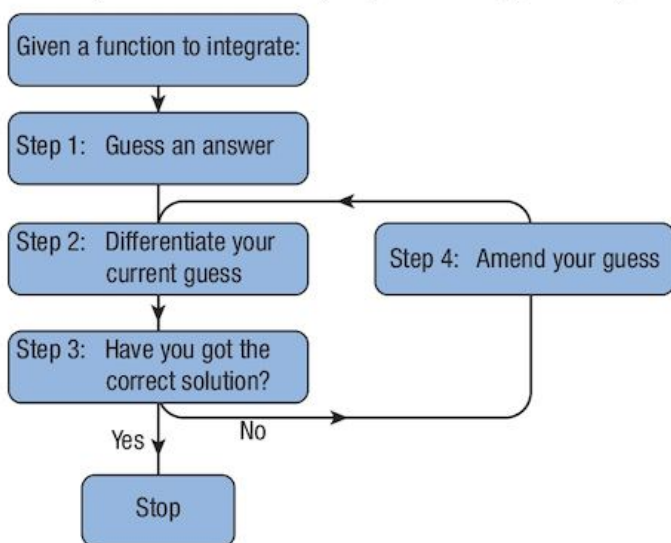 Given a function to integrate:
Step 1: Guess an answer
Step 2: Differentiate your
current guess
Step 4: Amend your guess
Step 3: Have you got the
correct solution?
Yes
No
Stop